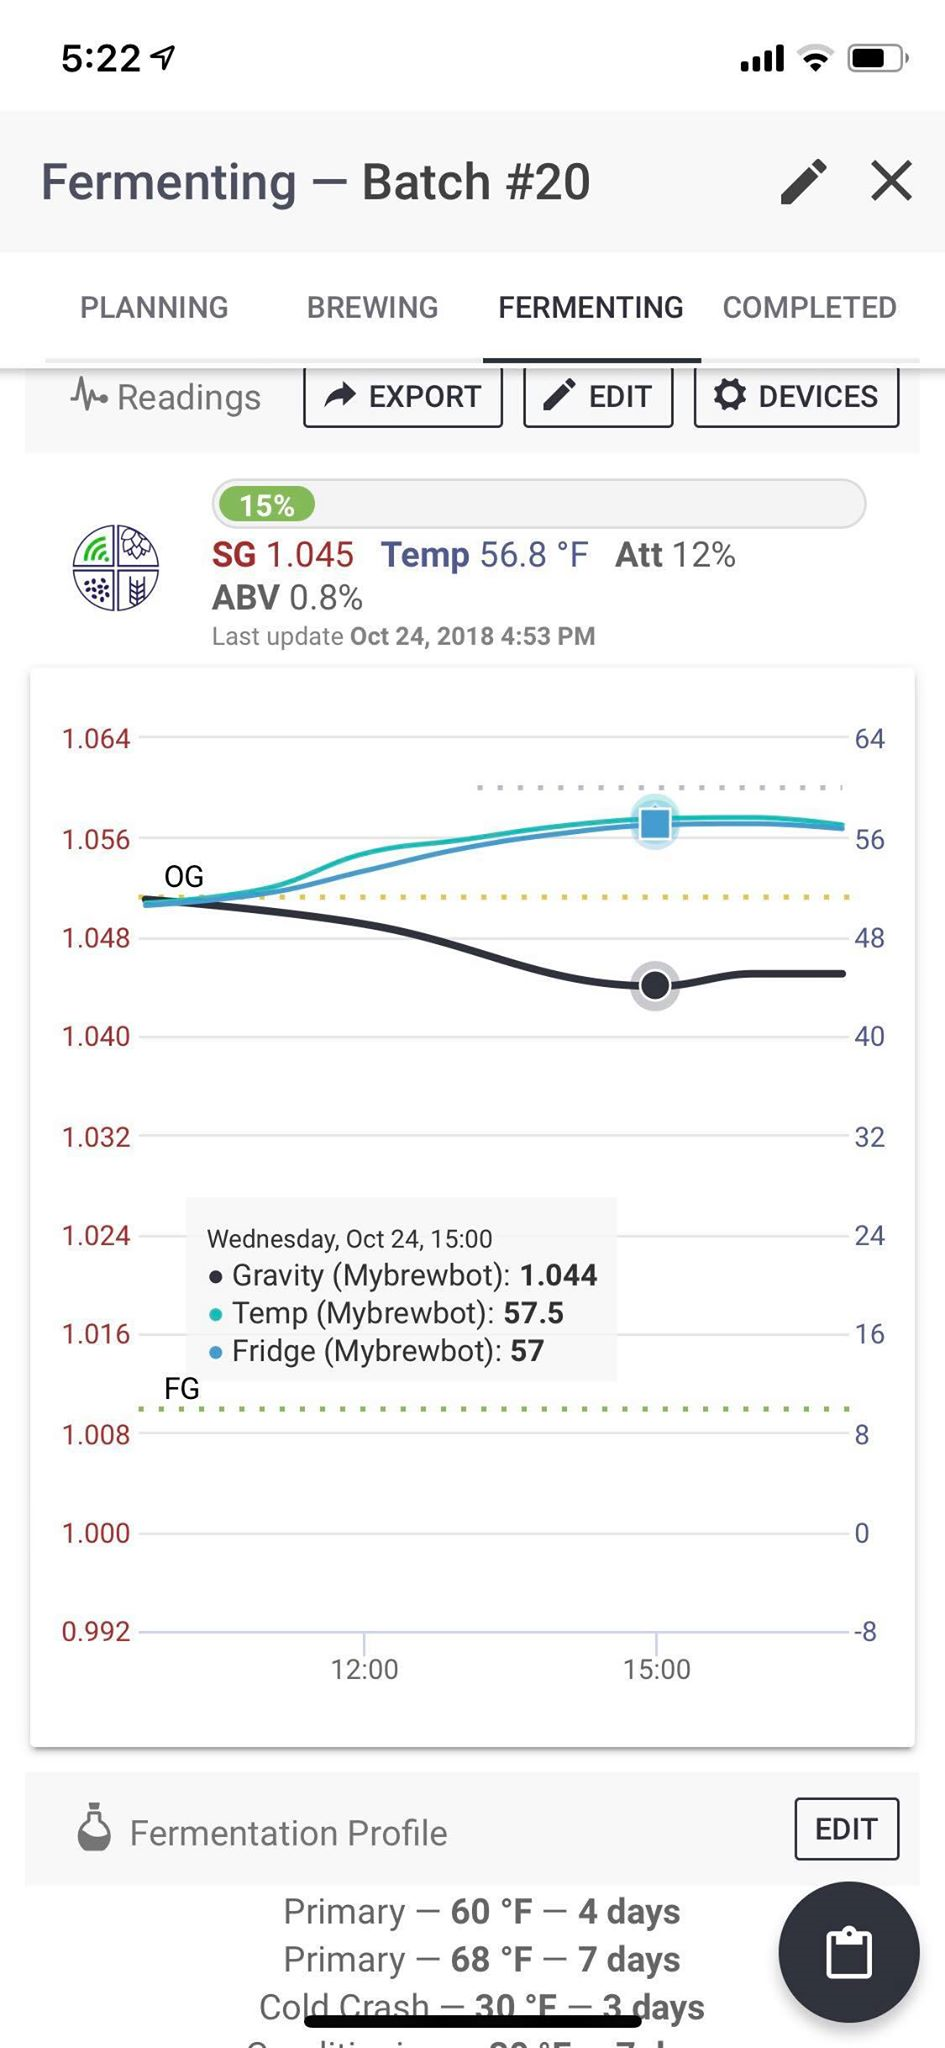 5:22
Fermenting — Batch #20
PLANNING BREWING FERMENTING COMPLETED
Readings EXPORT EDIT DEVICES
15%
SG 1.045 Temp 56.8 °F Att 12%
ABV 0.8%
Last update Oct 24, 2018 4:53 PM
1.064 64
1.056 56
OG
1.048 48
1.040 40
1.032 32
1.024 24
Wednesday, Oct 24, 15:00
Gravity (Mybrewbot): 1.044
Temp (Mybrewbot): 57.5
1.016 16
Fridge (Mybrewbot): 57
FG
1.008 8
1.000 0
0.992 -8
12:00 15:00
Fermentation Profile EDIT
Primary — 60 °F — 4 days
Primary — 68 °F — 7 days
Cold Crash — 30 °F — 3 days